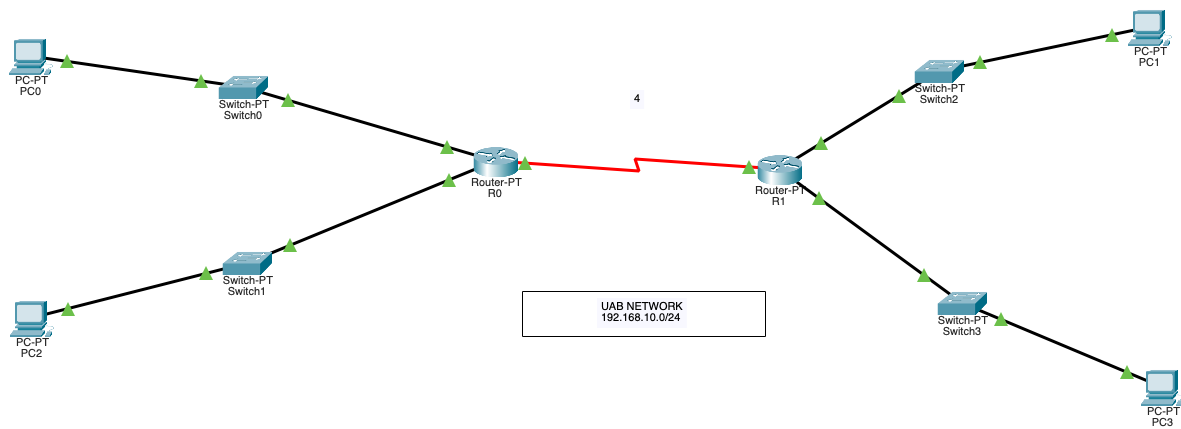 PC-PT
PC0
Switch-PT
Switch0
4
Switch-PT
Switch2
PC-PT
PC1
Router-PT
R0
Router-PT
R1
Switch-PT
Switch1
PC-PT
PC2
UAB NETWORK
192.168.10.0/24
Switch-PT
Switch3
PC-PT
PC3